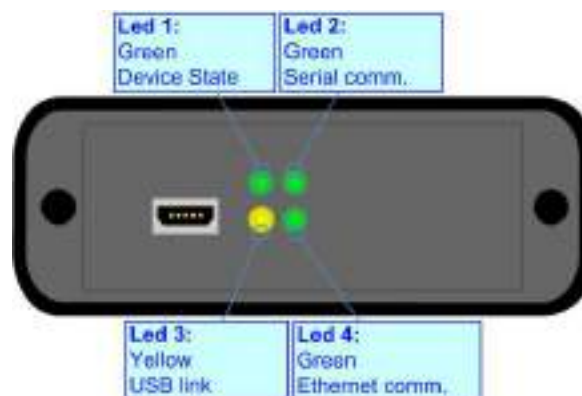 Led 1:
Green
Device State
Led 2:
Green
Serial comm.
Led 3:
Yellow
USB link
Led 4:
Green
Ethernet comm.